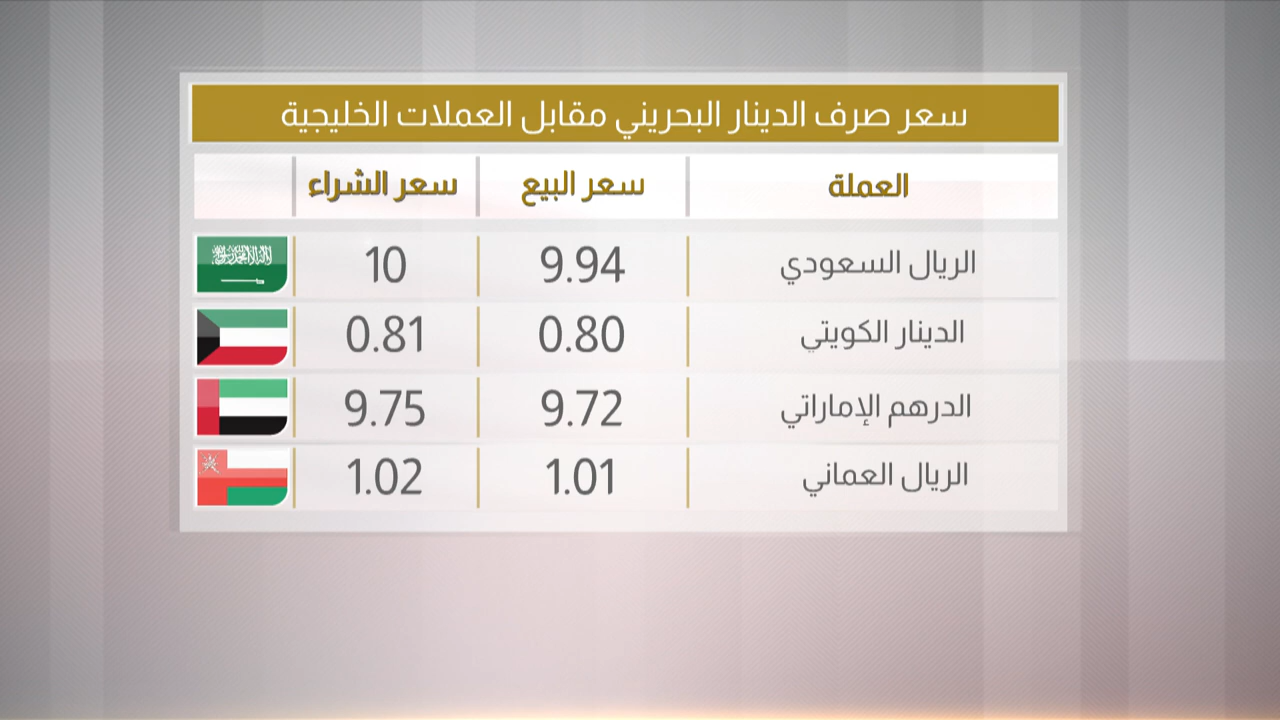 سعر صرف الدينار البحريني مقابل العملات الخليجية
العملة سعر البيع سعر الشراء
الريال السعودي 9.94 10
الدينار الكويتي 0.80 0.81
الدرهم الإماراتي 9.72 9.75
الريال العماني 1.01 1.02